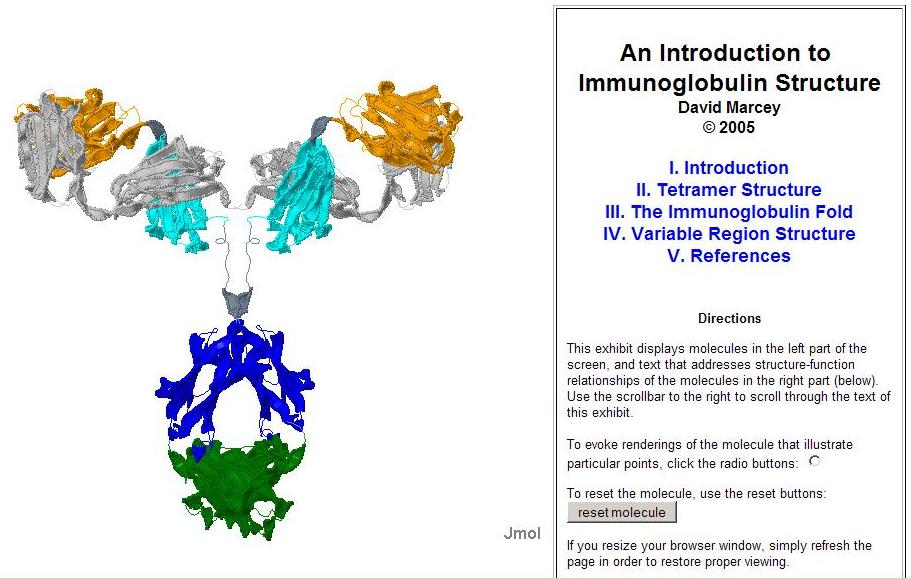 An Introduction to
Immunoglobulin Structure
David Marcey
© 2005
I. Introduction
II. Tetramer Structure
III. The Immunoglobulin Fold
IV. Variable Region Structure
V. References
Directions
This exhibit displays molecules in the left part of the
screen, and text that addresses structure-function
relationships of the molecules in the right part (below).
Use the scrollbar to the right to scroll through the text of
this exhibit.
To evoke renderings of the molecule that illustrate
particular points, click the radio buttons:
To reset the molecule, use the reset buttons:
reset molecule
If you resize your browser window, simply refresh the
page in order to restore proper viewing.
Jmol